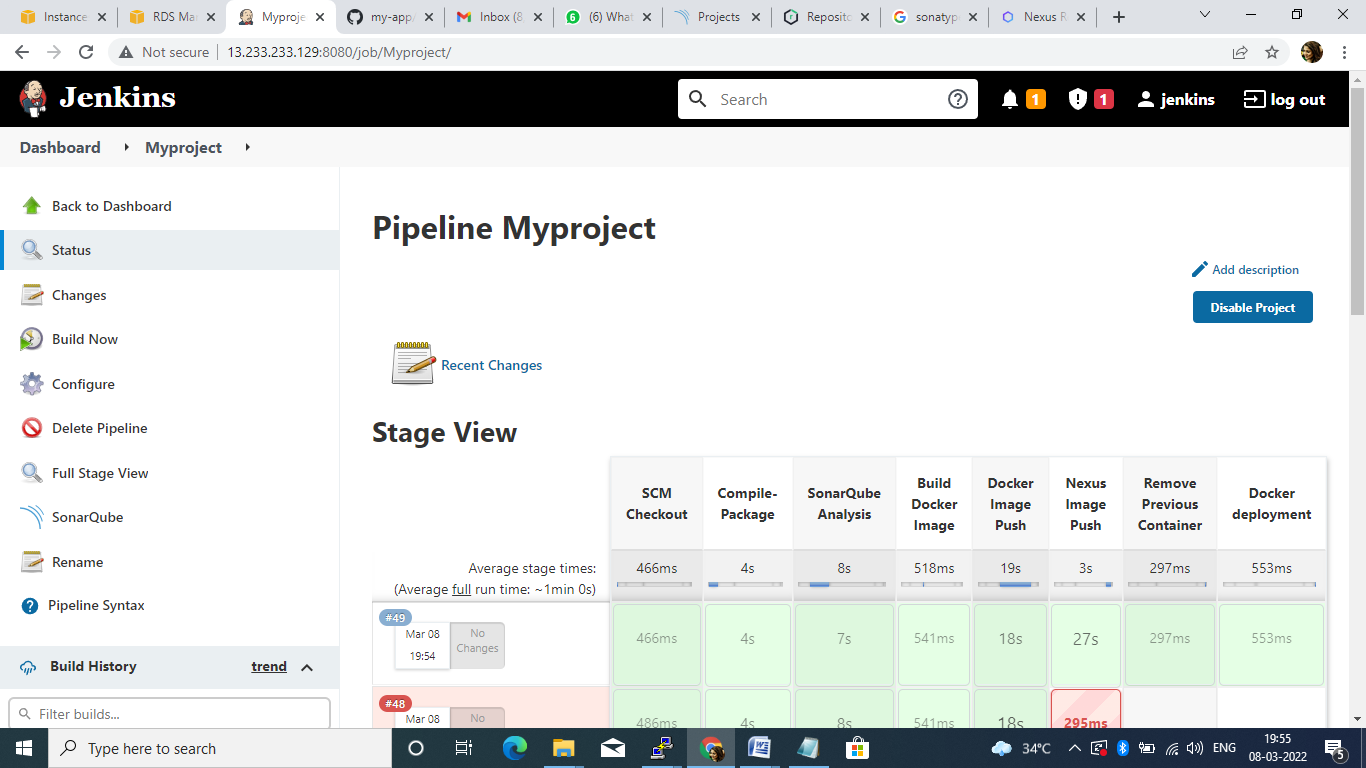 Instance
RDS Ma
Myproje
my-app
Inbox (8
6
(6) What
Projects
Reposito
sonatyp
Nexus R
Not secure
13.233.233.129:8080/job/Myproject/
Jenkins
Search
1
1
jenkins
log out
Dashboard
Myproject
Back to Dashboard
Status
Changes
Build Now
Configure
Delete Pipeline
Full Stage View
SonarQube
Rename
Pipeline Syntax
Build History
trend
Filter builds...
Pipeline Myproject
Add description
Disable Project
Recent Changes
Stage View
SCM
Checkout
Compile-
Package
SonarQube
Analysis
Build
Docker
Image
Docker
Image
Push
Nexus
Image
Push
Remove
Previous
Container
Docker
deployment
Average stage times:
(Average full run time: ~1min 0s)
466ms
4s
8s
518ms
19s
3s
297ms
553ms
#49
Mar 08
19:54
No
Changes
466ms
4s
7s
541ms
18s
27s
297ms
553ms
#48
Mar 08
No
486ms
4s
8s
541ms
18s
295ms
Type here to search
34°C
ENG
19:55
08-03-2022
5